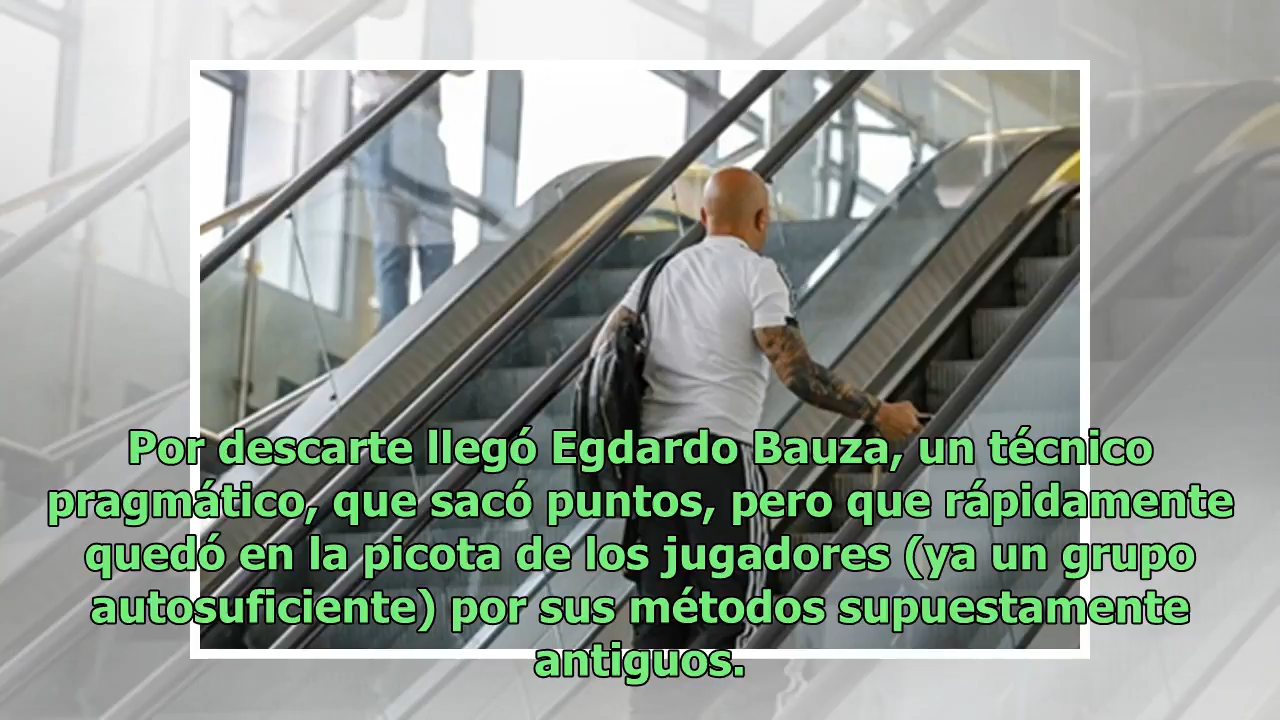 Por descarte llegó Egdardo Bauza, un técnico
pragmático, que sacó puntos, pero que rápidamente
quedó en la picota de los jugadores (ya un grupo
autosuficiente) por sus métodos supuestamente
antiguos.